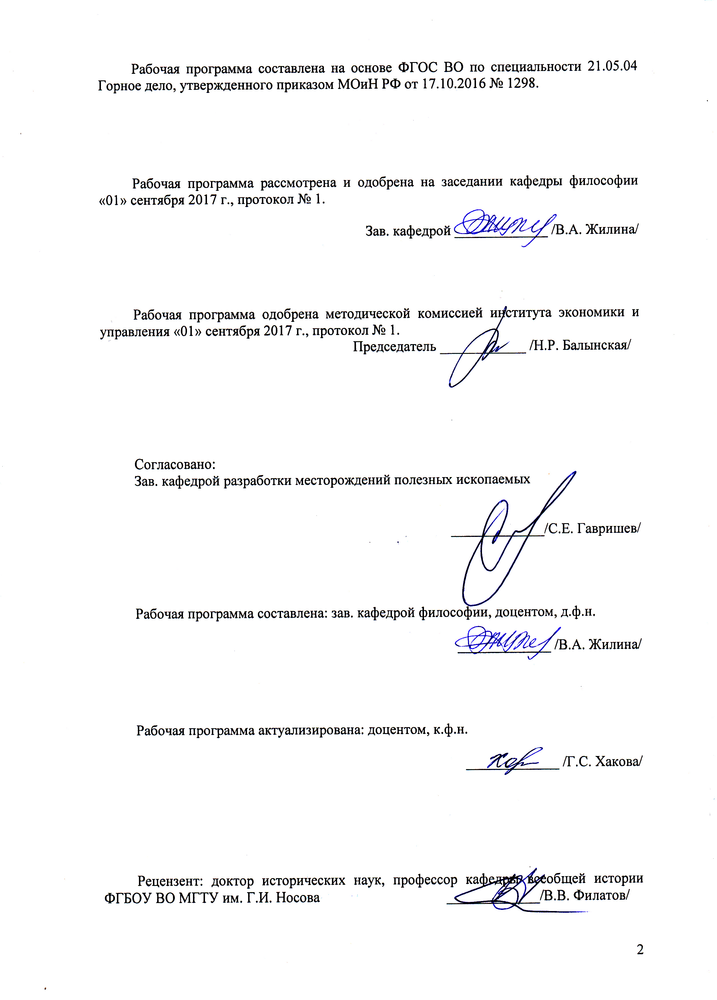 Рабочая программа составлена на основе ФГОС ВО по специальности 21.05.04
Горное дело, утвержденного приказом МОиН РФ от 17.10.2016 № 1298.
Рабочая программа рассмотрена и одобрена на заседании кафедры философии
«01» сентября 2017 г., протокол № 1.
Зав. кафедрой /В.А. Жилина/
Рабочая программа одобрена методической комиссией института экономики и
управления «01» сентября 2017 г., протокол № 1.
Председатель /Н.Р. Балынская/
Согласовано:
Зав. кафедрой разработки месторождений полезных ископаемых
/С.Е. Гавришев/
Рабочая программа составлена: зав. кафедрой философии, доцентом, д.ф.н.
/В.А. Жилина/
Рабочая программа актуализирована: доцентом, к.ф.н.
/Г.С. Хакова/
Рецензент: доктор исторических наук, профессор кафедры всеобщей истории
ФГБОУ ВО МГТУ им. Г.И. Носова /В.В. Филатов/
2